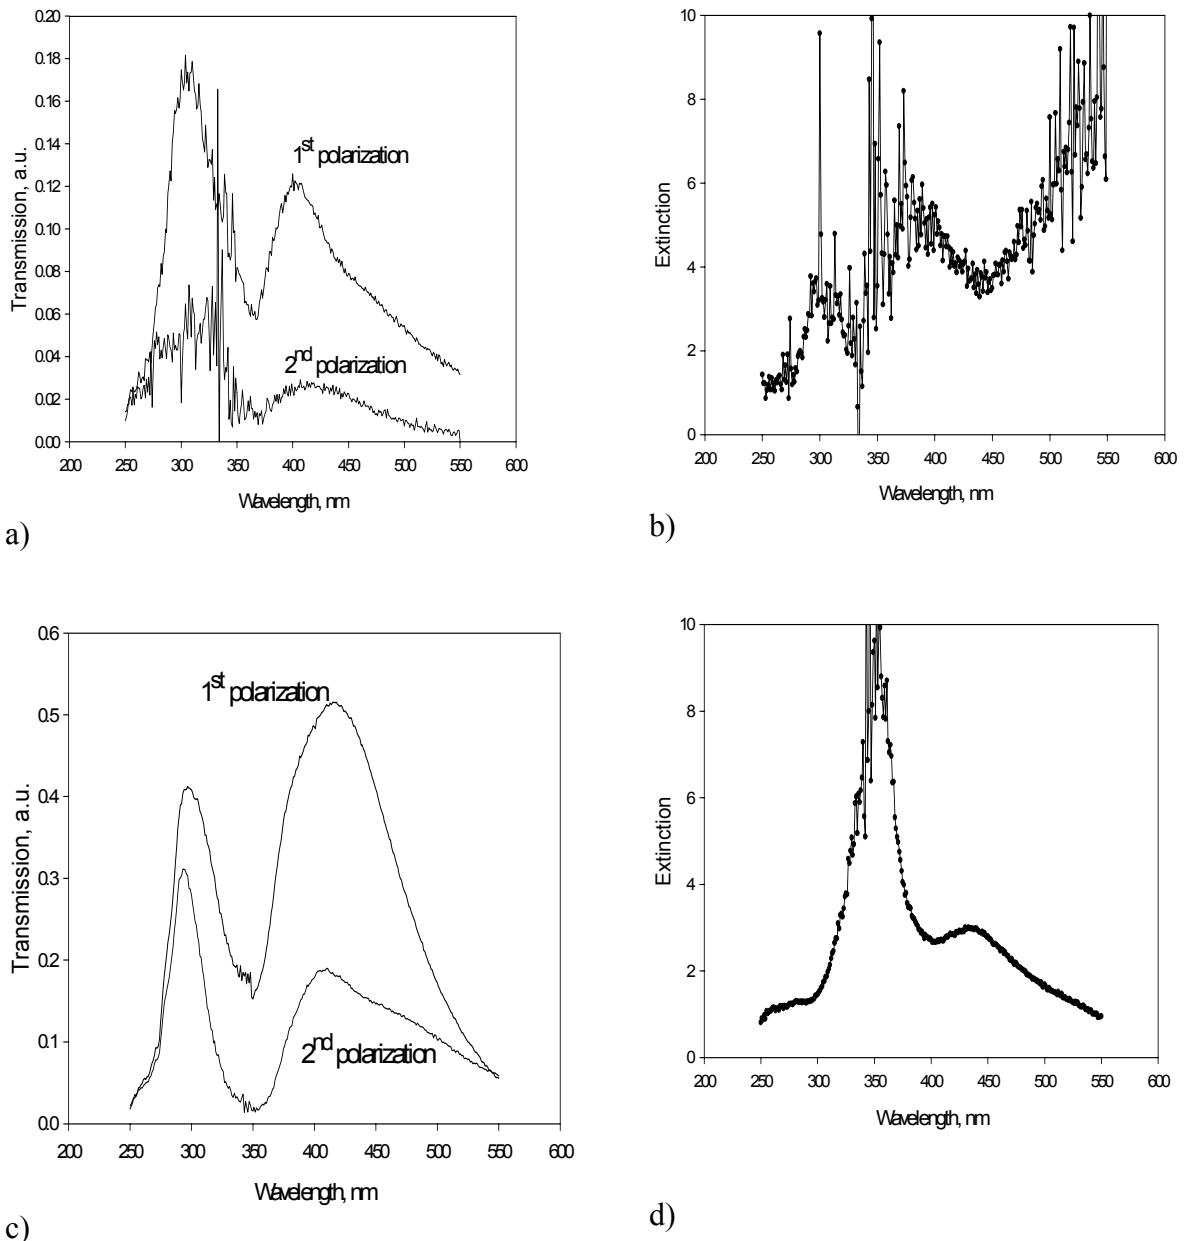 0.20
0.18
0.16
0.14
0.12
0.10
0.08
0.06
0.04
0.02
0.00
Transmission, a.u.
1st polarization
2nd polarization
200 250 300 350 400 450 500 550 600
Wavelength, nm
a)
10
8
6
4
2
0
Extinction
200 250 300 350 400 450 500 550 600
Wavelength, nm
b)
0.6
0.5
0.4
0.3
0.2
0.1
0.0
Transmission, a.u.
1st polarization
2nd polarization
200 250 300 350 400 450 500 550 600
Wavelength, nm
c)
10
8
6
4
2
0
Extinction
200 250 300 350 400 450 500 550 600
Wavelength, nm
d)